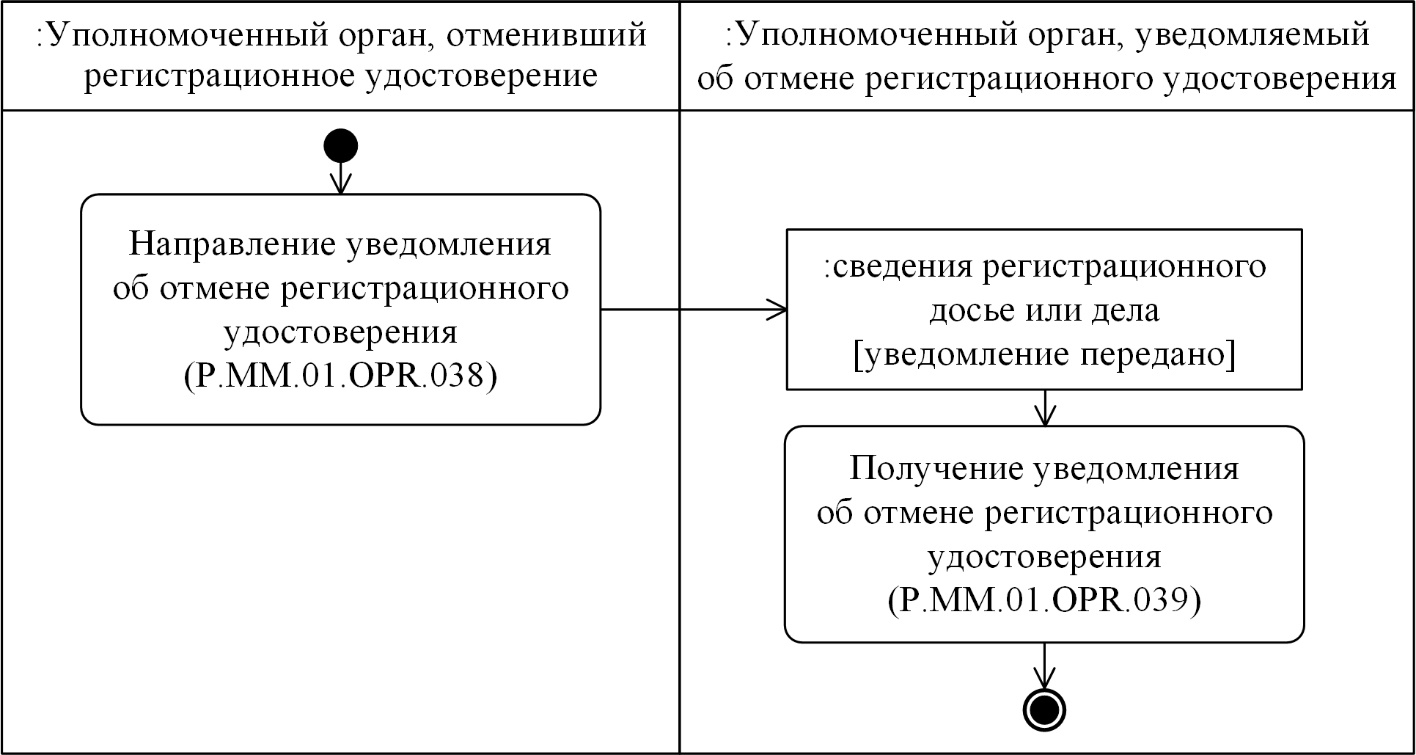 :Уполномоченный орган, отменивший
регистрационное удостоверение
:Уполномоченный орган, уведомляемый
об отмене регистрационного удостоверения
Направление уведомления
об отмене регистрационного
удостоверения
(P.MM.01.OPR.038)
:сведения регистрационного
досье или дела
[уведомление передано]
Получение уведомления
об отмене регистрационного
удостоверения
(P.MM.01.OPR.039)